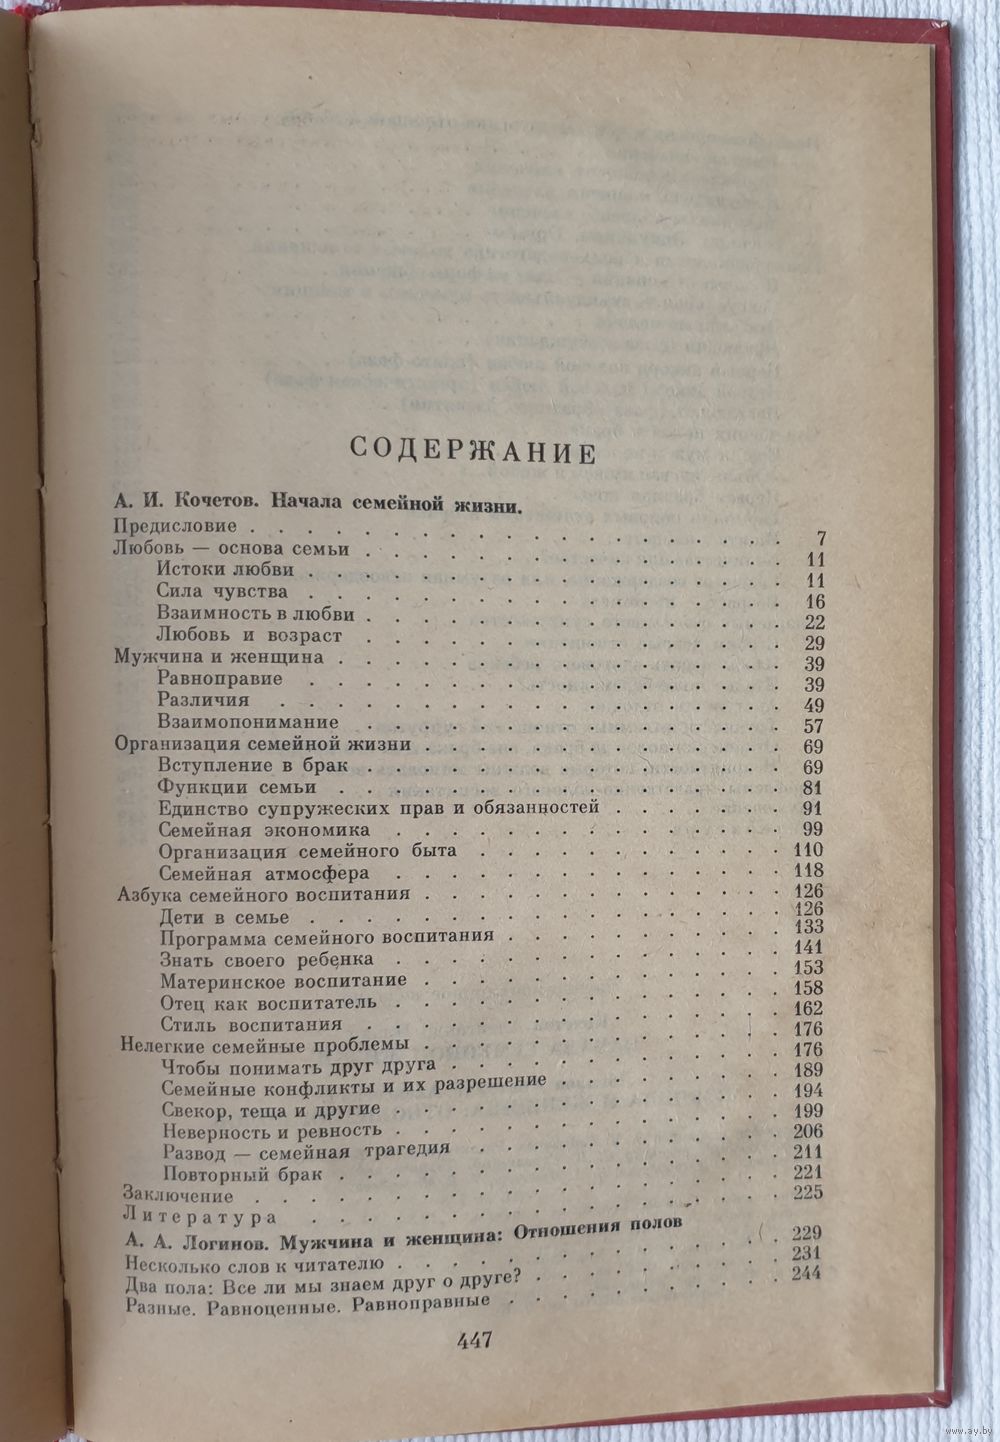 СОДЕРЖАНИЕ
А. И. Кочетов. Начала семейной жизни.
Предисловие . . . . . . . . . . . . . . . . . . . 7
Любовь — основа семьи . . . . . . . . . . . . . . . 11
Истоки любви . . . . . . . . . . . . . . . . . 11
Сила чувства . . . . . . . . . . . . . . . . . 16
Взаимность в любви . . . . . . . . . . . . . . . 22
Любовь и возраст . . . . . . . . . . . . . . . 29
Мужчина и женщина . . . . . . . . . . . . . . . . 39
Равноправие . . . . . . . . . . . . . . . . . 39
Различия . . . . . . . . . . . . . . . . . . 49
Взаимопонимание . . . . . . . . . . . . . . . 57
Организация семейной жизни . . . . . . . . . . . . . 69
Вступление в брак . . . . . . . . . . . . . . . 69
Функции семьи . . . . . . . . . . . . . . . . 81
Единство супружеских прав и обязанностей . . . . . . 91
Семейная экономика . . . . . . . . . . . . . . 99
Организация семейного быта . . . . . . . . . . . 110
Семейная атмосфера . . . . . . . . . . . . . . 118
Азбука семейного воспитания . . . . . . . . . . . . . 126
Дети в семье . . . . . . . . . . . . . . . . . 126
Программа семейного воспитания . . . . . . . . . . 133
Знать своего ребенка . . . . . . . . . . . . . . 141
Материнское воспитание . . . . . . . . . . . . . 153
Отец как воспитатель . . . . . . . . . . . . . . 158
Стиль воспитания . . . . . . . . . . . . . . . 162
Нелегкие семейные проблемы . . . . . . . . . . . . . 176
Чтобы понимать друг друга . . . . . . . . . . . . 176
Семейные конфликты и их разрешение . . . . . . . . 189
Свекор, теща и другие . . . . . . . . . . . . . . 194
Неверность и ревность . . . . . . . . . . . . . . 199
Развод — семейная трагедия . . . . . . . . . . . 206
Повторный брак . . . . . . . . . . . . . . . . 211
Заключение . . . . . . . . . . . . . . . . . . . 221
Литература . . . . . . . . . . . . . . . . . 225
А. А. Логинов. Мужчина и женщина: Отношения полов
Несколько слов к читателю . . . . . . . . . . . . . . 229
Два пола: Все ли мы знаем друг о друге? . . . . . . . . . 231
Разные. Равноценные. Равноправные . . . . . . . . . . 244
447
www.ay.by